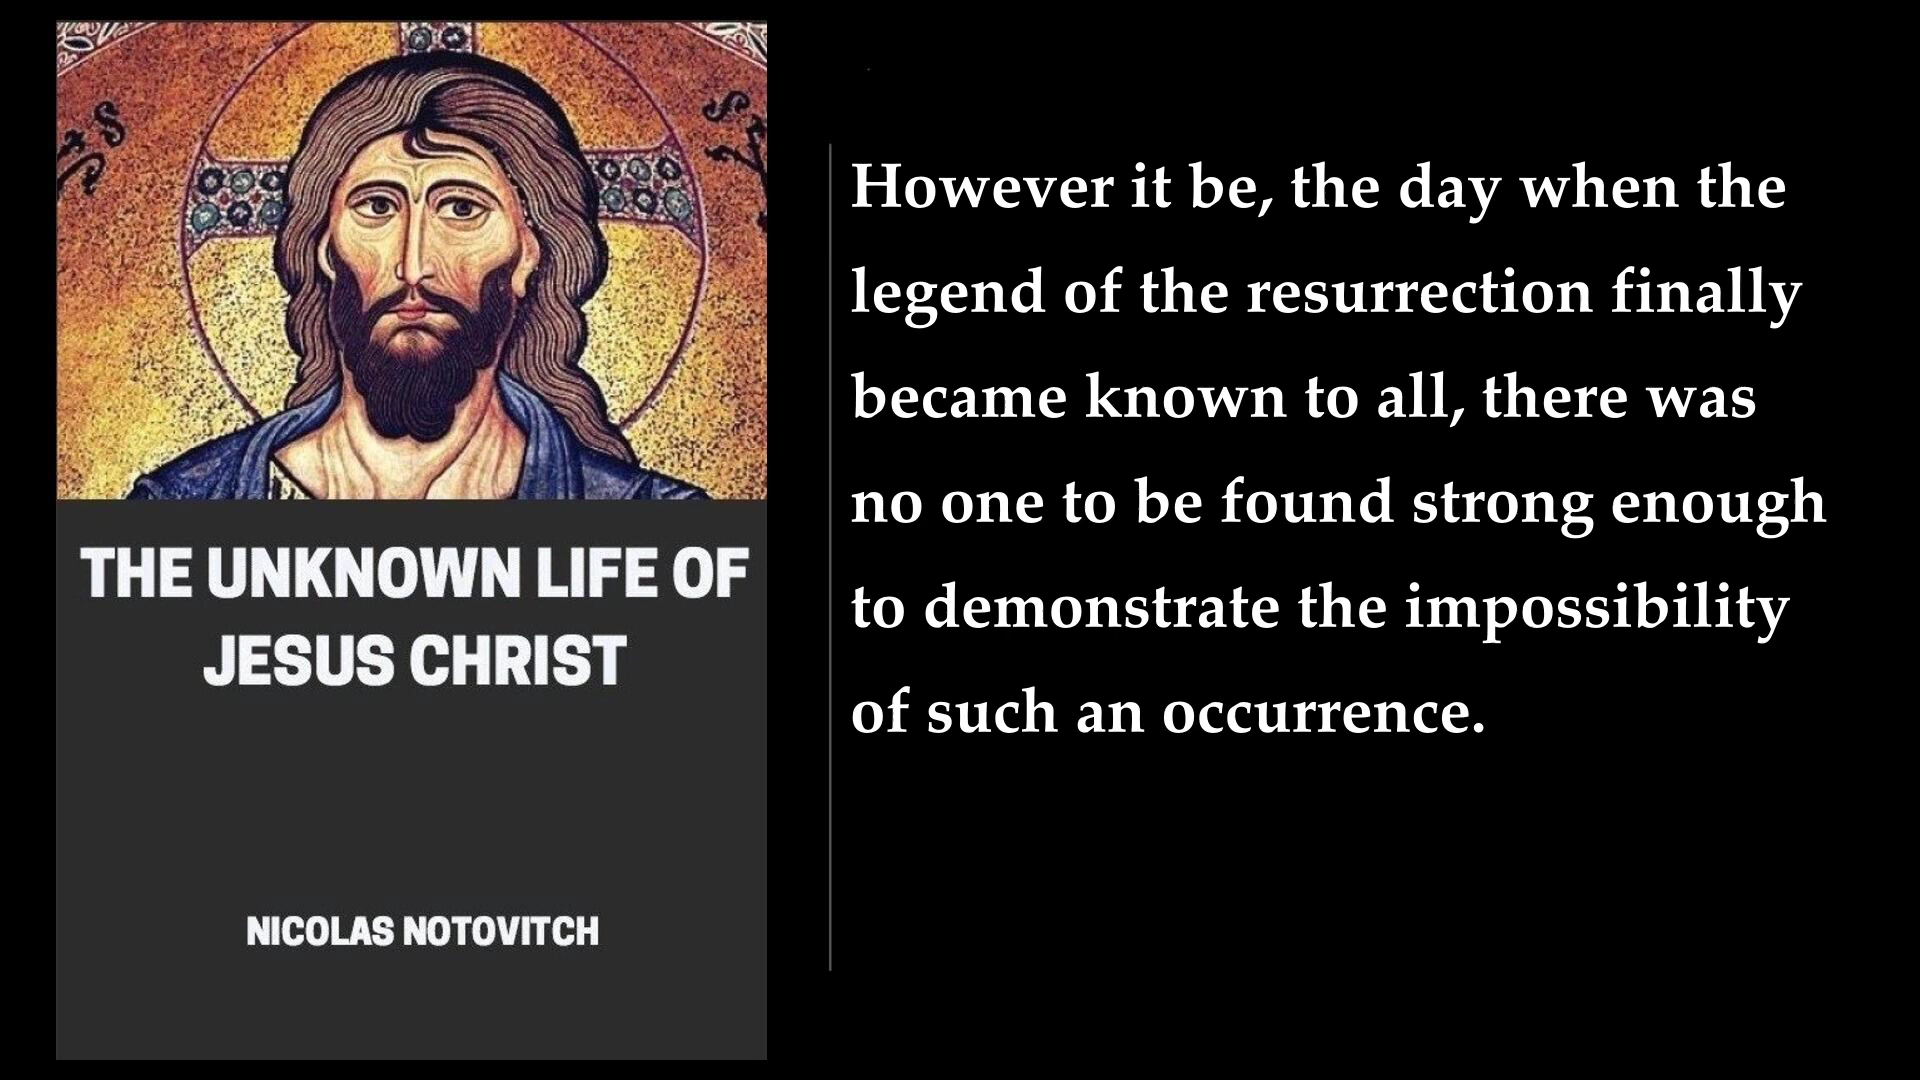 THE UNKNOWN LIFE OF
JESUS CHRIST
NICOLAS NOTOVITCH
However it be, the day when the
legend of the resurrection finally
became known to all, there was
no one to be found strong enough
to demonstrate the impossibility
of such an occurrence.